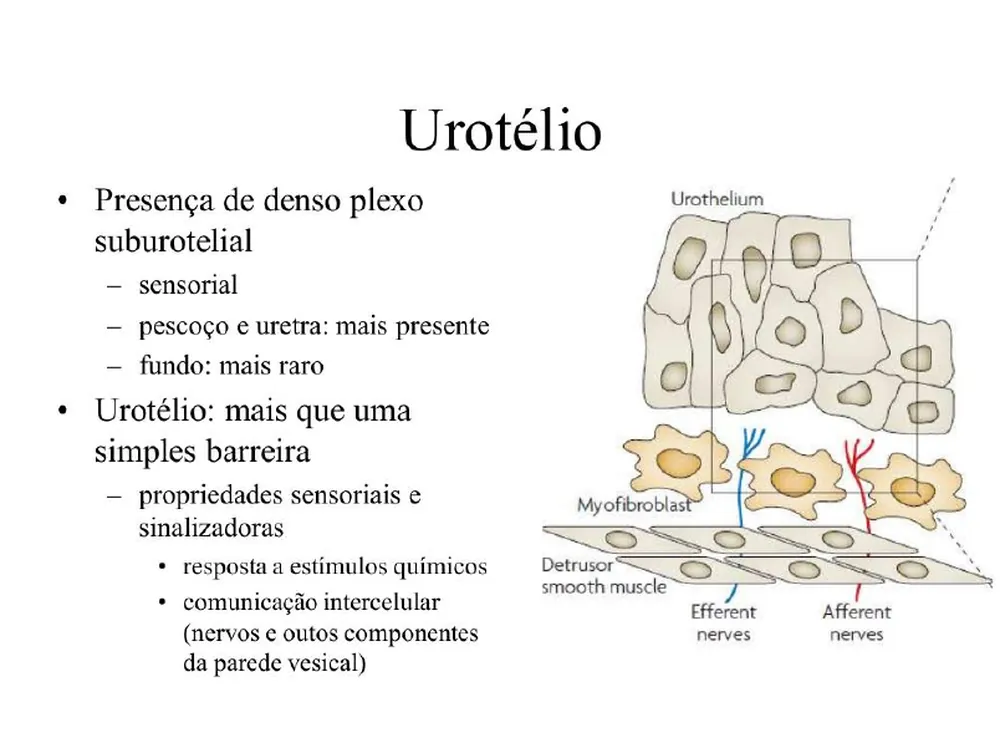 Urotélio
• Presença de denso plexo
suburotelial
– sensorial
– pescoço e uretra: mais presente
– fundo: mais raro
• Urotélio: mais que uma
simples barreira
– propriedades sensoriais e
sinalizadoras
• resposta a estímulos químicos
• comunicação intercelular
(nervos e outos componentes
da parede vesical)
Urothelium
Myofibroblast
Detrusor
smooth muscle
Efferent
nerves
Afferent
nerves